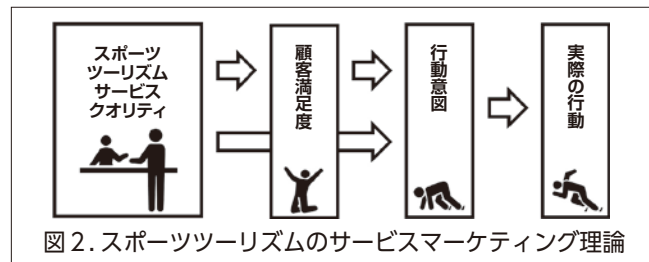 スポーツ
ツーリズム
サービス
クオリティ
顧客満足度
行動意図
実際の行動
図2.スポーツツーリズムのサービスマーケティング理論